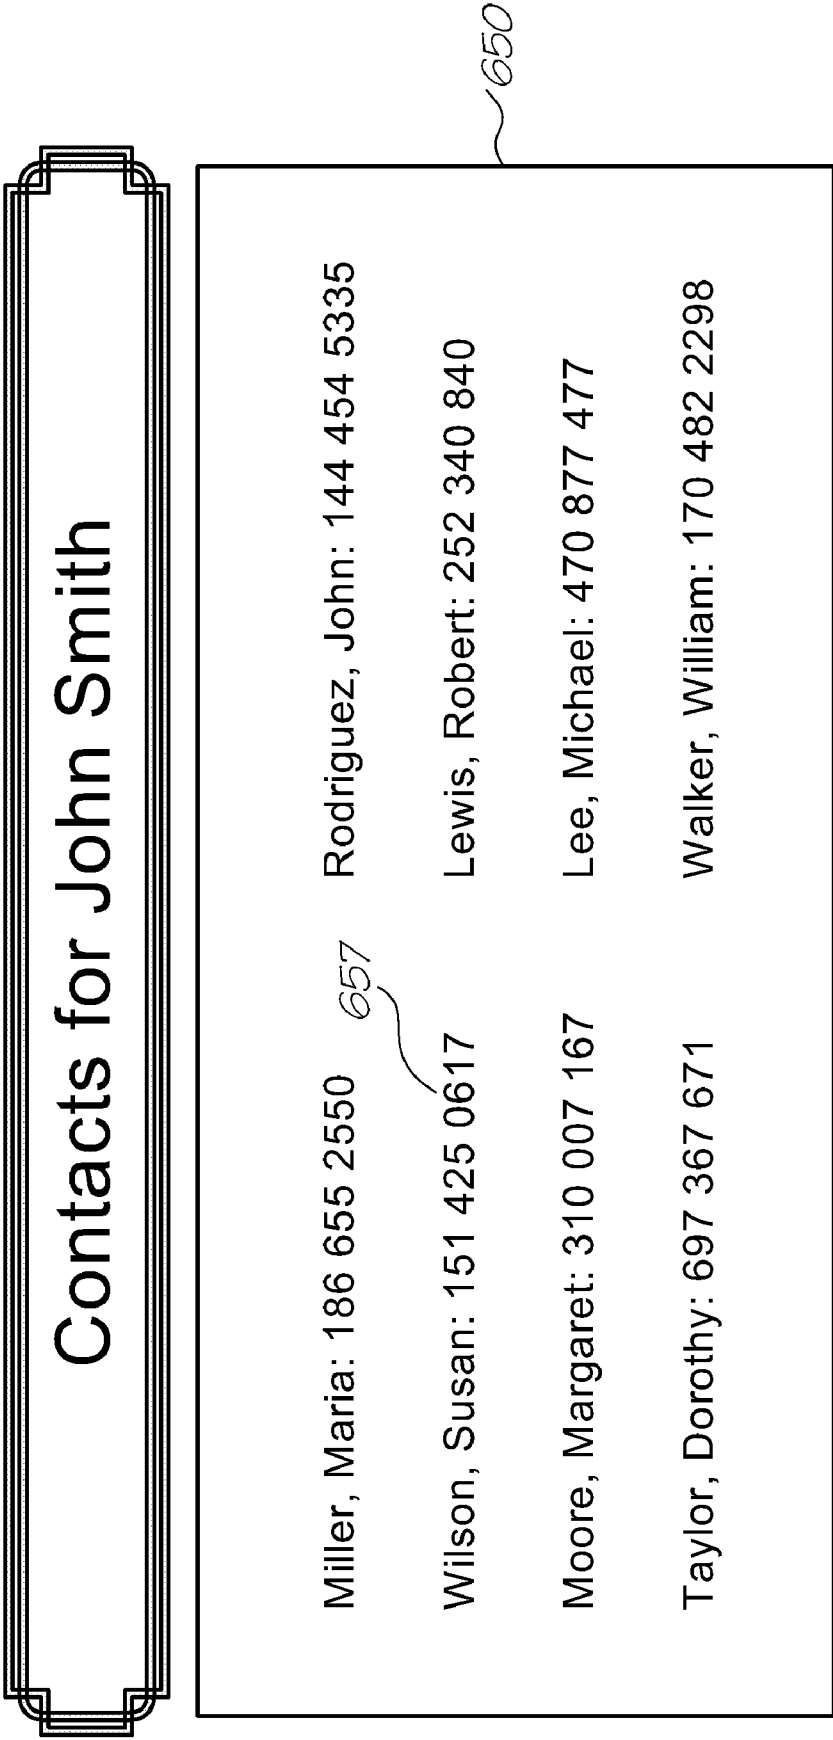 Contacts for John Smith
650
Miller, Maria: 186 655 2550
Rodriguez, John: 144 454 5335
657
Wilson, Susan: 151 425 0617
Lewis, Robert: 252 340 840
Moore, Margaret: 310 007 167
Lee, Michael: 470 877 477
Taylor, Dorothy: 697 367 671
Walker, William: 170 482 2298